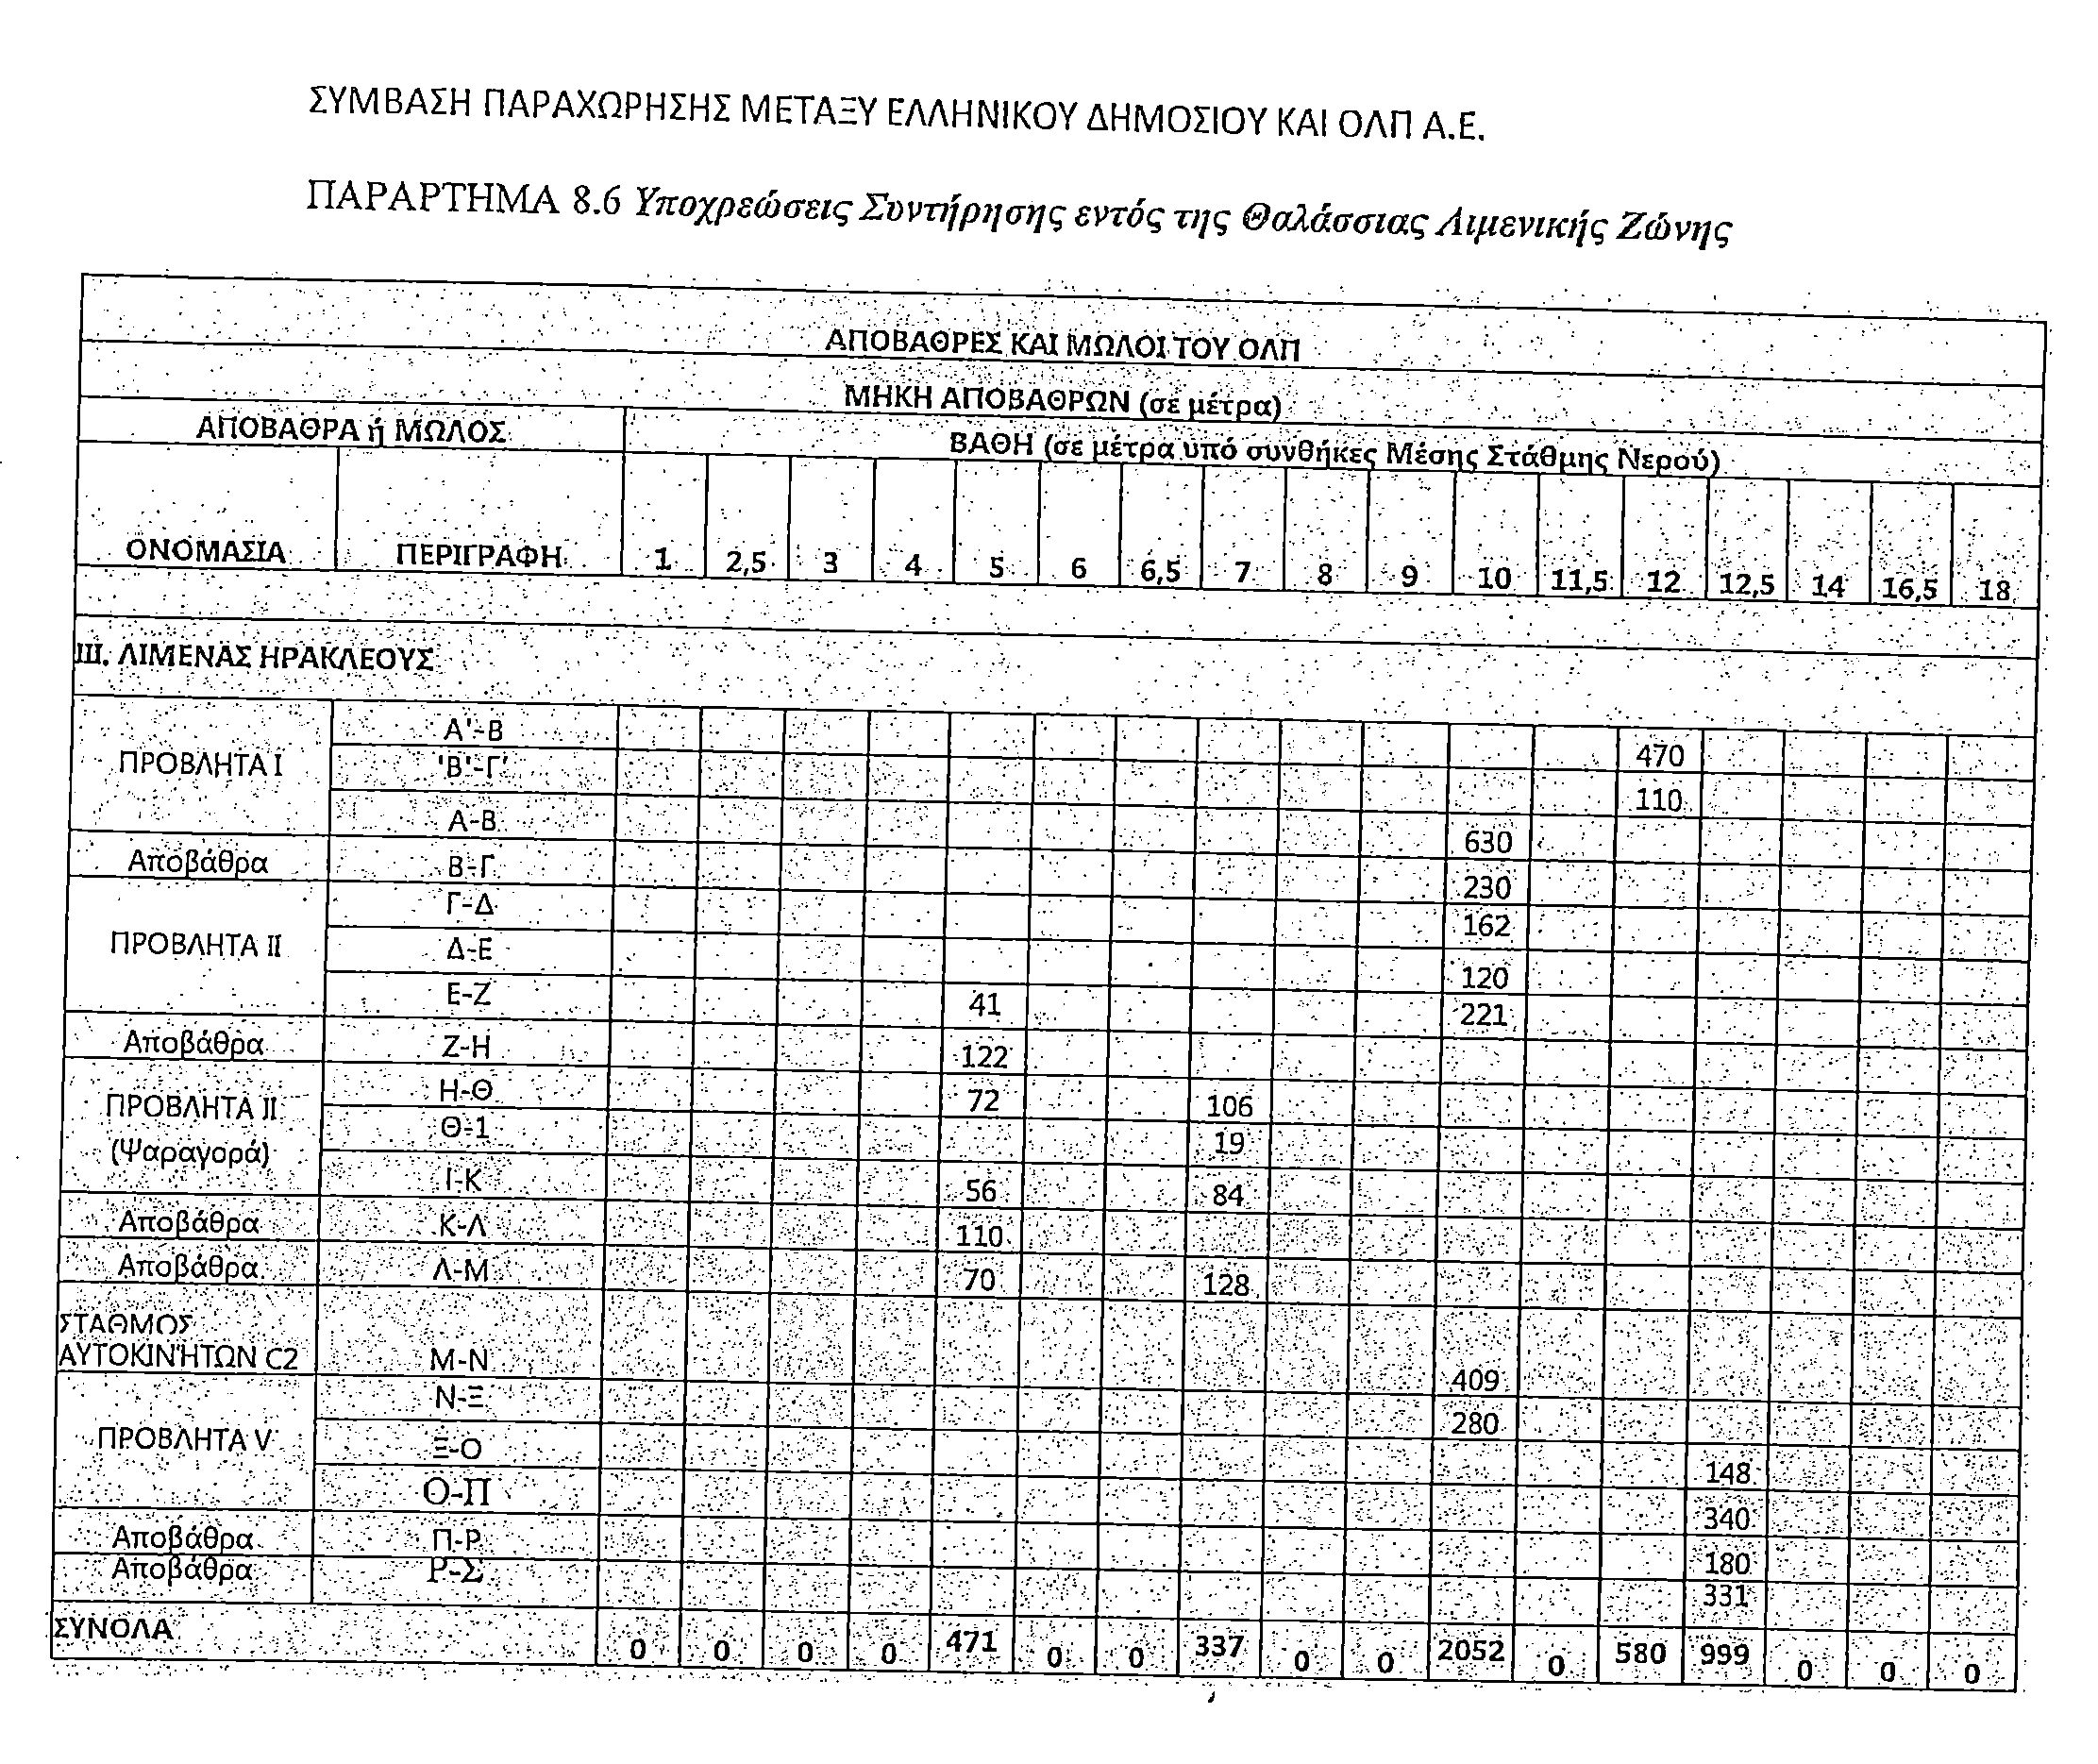 ΣΥΜΒΑΣΗ ΠΑΡΑΧΩΡΗΣΗΣ ΜΕΤΑΞΥ ΕΛΛΗΝΙΚΟΥ ΔΗΜΟΣΙΟΥ ΚΑΙ ΟΛΠ Α.Ε.
ΠΑΡΑΡΤΗΜΑ 8.6 Υποχρεώσεις Συντήρησης εντός της Θαλάσσιας Λιμενικής Ζώνης
ΑΠΟΒΑΘΡΕΣ ΚΑΙ ΜΩΛΟΙ ΤΟΥ ΟΛΠ
ΜΗΚΗ ΑΠΟΒΑΘΡΩΝ (σε μέτρα)
ΑΠΟΒΑΘΡΑ ή ΜΩΛΟΣ ΒΑΘΗ (σε μέτρα υπό συνθήκες Μέσης Στάθμης Νερού)
ΟΝΟΜΑΣΙΑ ΠΕΡΙΓΡΑΦΗ 1 2,5 3 4 5 6 6,5 7 8 9 10 11,5 12 12,5 14 16,5 18
ΙΙΙ. ΛΙΜΕΝΑΣ ΗΡΑΚΛΕΟΥΣ
ΠΡΟΒΛΗΤΑ Ι Α'-Β 470
'Β'-Γ' 110
Α-Β 630
Αποβάθρα Β-Γ 230
ΠΡΟΒΛΗΤΑ ΙΙ Γ-Δ 162
Δ-Ε 120
Ε-Ζ 41 221
Αποβάθρα Ζ-Η 122
ΠΡΟΒΛΗΤΑ ΙΙ (Ψαραγορά) Η-Θ 72 106
Θ-1 19
Ι-Κ 56 84
Αποβάθρα Κ-Λ 110
Αποβάθρα Λ-Μ 70 128
ΣΤΑΘΜΟΣ
ΑΥΤΟΚΙΝΉΤΩΝ C2 Μ-Ν 409
ΠΡΟΒΛΗΤΑ V Ν-Ξ 280
Ξ-Ο 148
Ο-Π 340
Αποβάθρα Π-Ρ 180
Αποβάθρα Ρ-Σ 331
ΣΥΝΟΛΑ 0 0 0 0 471 0 0 337 0 0 2052 0 580 999 0 0 0